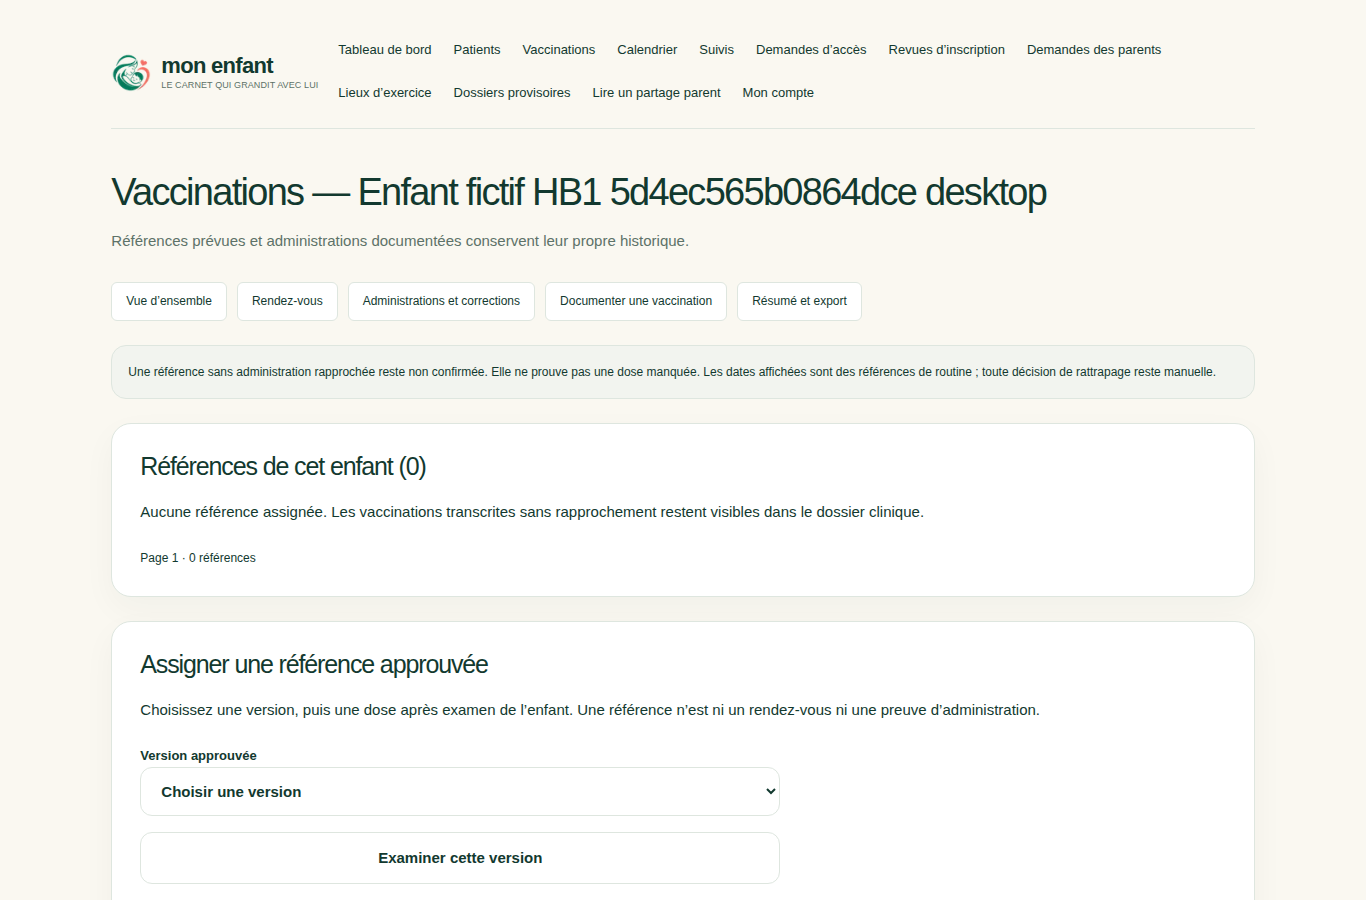 mon enfant
LE CARNET QUI GRANDIT AVEC LUI
Tableau de bord
Patients
Vaccinations
Calendrier
Suivis
Demandes d’accès
Revues d’inscription
Demandes des parents
Lieux d’exercice
Dossiers provisoires
Lire un partage parent
Mon compte
Vaccinations — Enfant fictif HB1 5d4ec565b0864dce desktop
Références prévues et administrations documentées conservent leur propre historique.
Vue d’ensemble
Rendez-vous
Administrations et corrections
Documenter une vaccination
Résumé et export
Une référence sans administration rapprochée reste non confirmée. Elle ne prouve pas une dose manquée. Les dates affichées sont des références de routine ; toute décision de rattrapage reste manuelle.
Références de cet enfant (0)
Aucune référence assignée. Les vaccinations transcrites sans rapprochement restent visibles dans le dossier clinique.
Page 1 · 0 références
Assigner une référence approuvée
Choisissez une version, puis une dose après examen de l’enfant. Une référence n’est ni un rendez-vous ni une preuve d’administration.
Version approuvée
Choisir une version
Examiner cette version